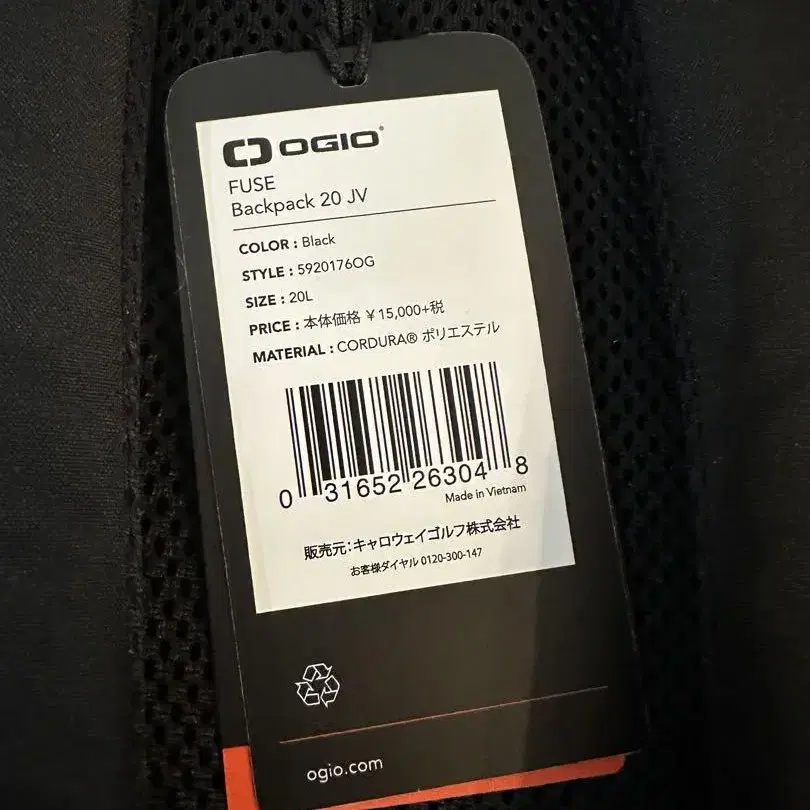 OGIO®
FUSE
Backpack 20 JV
COLOR : Black
STYLE : 5920176OG
SIZE : 20L
PRICE : 本体価格 ¥15,000+税
MATERIAL : CORDURA® ポリエステル
0 31652 26304 8
Made in Vietnam
販売元:キャロウェイゴルフ株式会社
お客様ダイヤル 0120-300-147
ogio.com